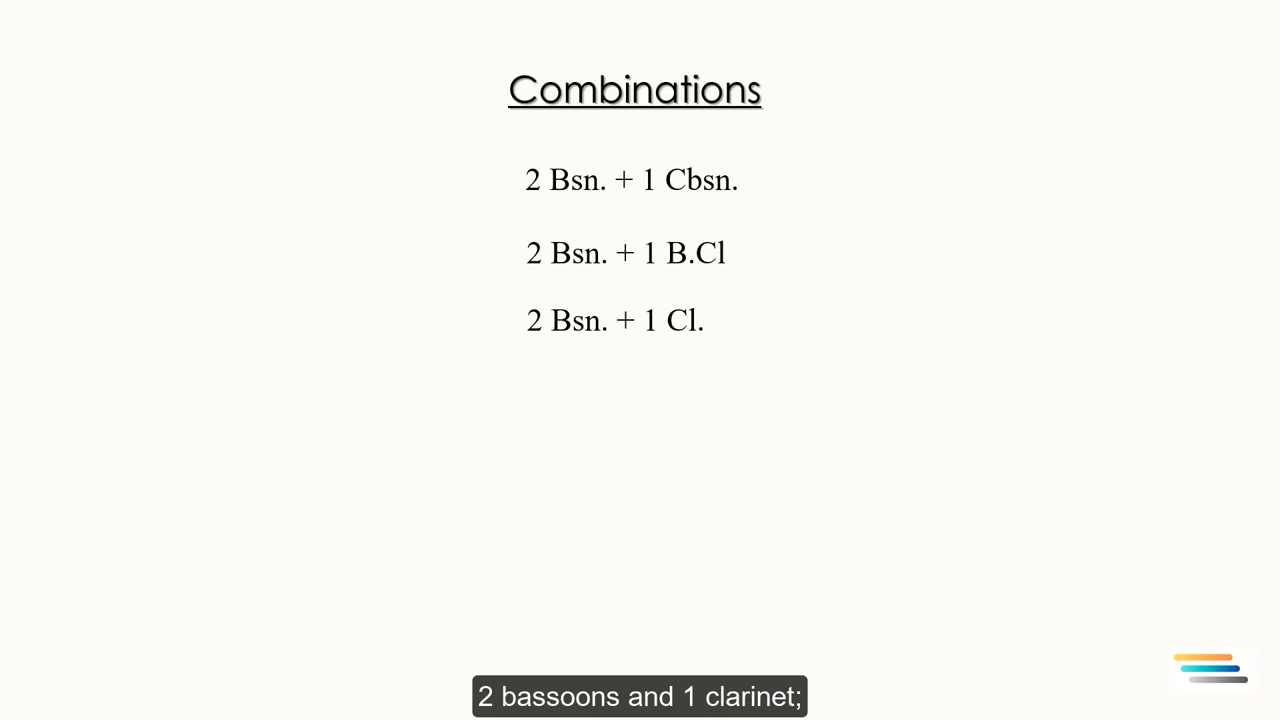 Combinations
2 Bsn. + 1 Cbsn.
2 Bsn. + 1 B.Cl
2 Bsn. + 1 Cl.
2 bassoons and 1 clarinet;